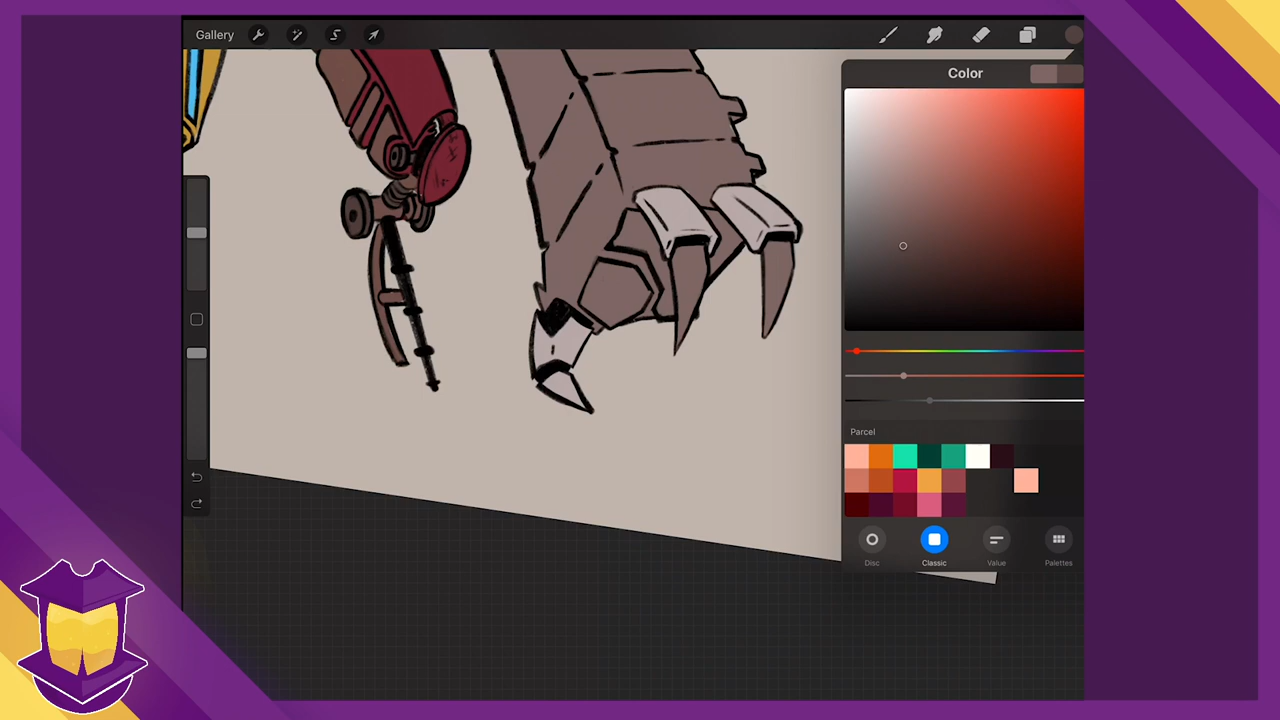 Gallery
Color
Parcel
Disc
Classic
Value
Palettes